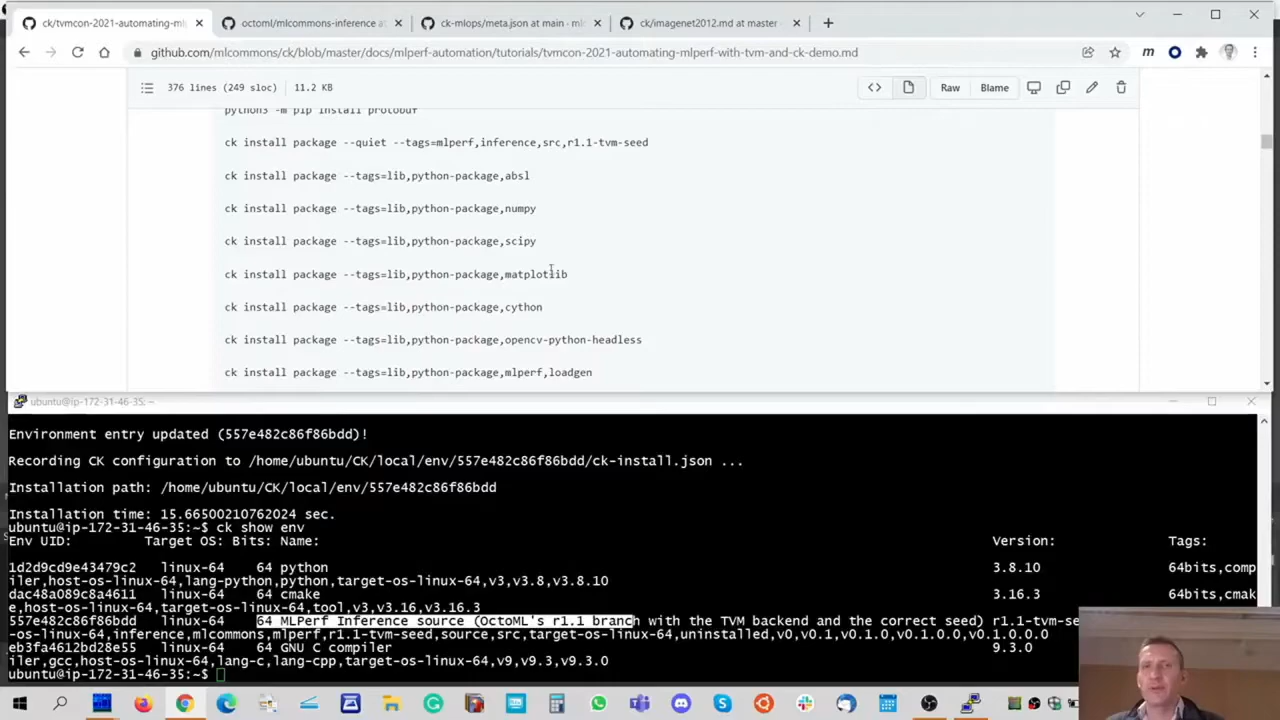 ck/tvmcon-2021-automating-ml
octoml/mlcommons-inference a
ck-mlops/meta.json at main · ml
ck/imagenet2012.md at master
github.com/mlcommons/ck/blob/master/docs/mlperf-automation/tutorials/tvmcon-2021-automating-mlperf-with-tvm-and-ck-demo.md
376 lines (249 sloc) 11.2 KB
Raw Blame
python3 -m pip install protobuf
ck install package --quiet --tags=mlperf,inference,src,r1.1-tvm-seed
ck install package --tags=lib,python-package,absl
ck install package --tags=lib,python-package,numpy
ck install package --tags=lib,python-package,scipy
ck install package --tags=lib,python-package,matplotlib
ck install package --tags=lib,python-package,cython
ck install package --tags=lib,python-package,opencv-python-headless
ck install package --tags=lib,python-package,mlperf,loadgen
ubuntu@ip-172-31-46-35: ~
Environment entry updated (557e482c86f86bdd)!
Recording CK configuration to /home/ubuntu/CK/local/env/557e482c86f86bdd/ck-install.json ...
Installation path: /home/ubuntu/CK/local/env/557e482c86f86bdd
Installation time: 15.66500210762024 sec.
ubuntu@ip-172-31-46-35:~$ ck show env
Env UID: Target OS: Bits: Name: Version: Tags:
1d2d9cd9e43479c2 linux-64 64 python 3.8.10 64bits,comp
iler,host-os-linux-64,lang-python,python,target-os-linux-64,v3,v3.8,v3.8.10
dac48a089c8a4611 linux-64 64 cmake 3.16.3 64bits,cmak
e,host-os-linux-64,target-os-linux-64,tool,v3,v3.16,v3.16.3
557e482c86f86bdd linux-64 64 MLPerf Inference source (OctoML's r1.1 branch with the TVM backend and the correct seed) r1.1-tvm-se
-os-linux-64,inference,mlcommons,mlperf,r1.1-tvm-seed,source,src,target-os-linux-64,uninstalled,v0,v0.1,v0.1.0,v0.1.0.0,v0.1.0.0.0
eb3fa4612bd28e55 linux-64 64 GNU C compiler 9.3.0
iler,gcc,host-os-linux-64,lang-c,lang-cpp,target-os-linux-64,v9,v9.3,v9.3.0
ubuntu@ip-172-31-46-35:~$